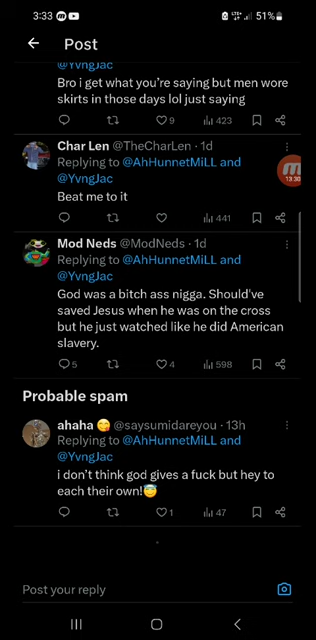 3:33
51%
Post
@YvngJac
Bro i get what you're saying but men wore
skirts in those days lol just saying
9
423
Char Len @TheCharLen · 1d
Replying to @AhHunnetMiLL and
@YvngJac
13:30
Beat me to it
441
Mod Neds @ModNeds · 1d
Replying to @AhHunnetMiLL and
@YvngJac
God was a bitch ass nigga. Should've
saved Jesus when he was on the cross
but he just watched like he did American
slavery.
5
4
598
Probable spam
ahaha 😋 @saysumidareyou · 13h
Replying to @AhHunnetMiLL and
@YvngJac
i don't think god gives a fuck but hey to
each their own!😇
1
47
Post your reply